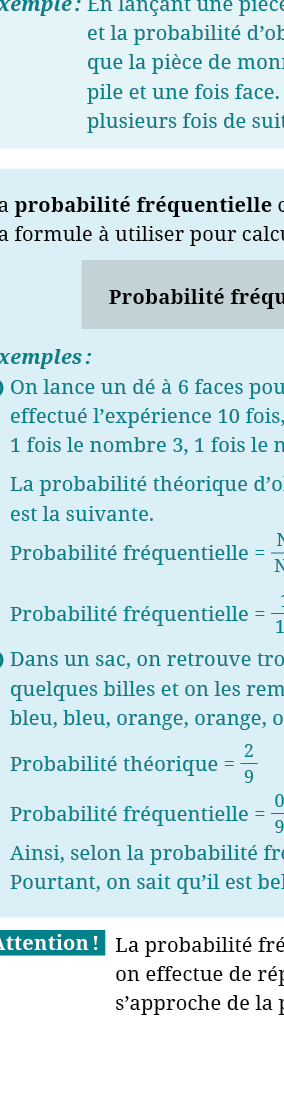 xemple : En lançant une pièce
et la probabilité d'ob
que la pièce de monn
pile et une fois face.
plusieurs fois de suit
a probabilité fréquentielle
a formule à utiliser pour calcu
Probabilité fréqu
xemples :
) On lance un dé à 6 faces pou
effectué l'expérience 10 fois,
1 fois le nombre 3, 1 fois le n
La probabilité théorique d'o
est la suivante.
Probabilité fréquentielle = N/N
Probabilité fréquentielle = 1/1
) Dans un sac, on retrouve tro
quelques billes et on les rem
bleu, bleu, orange, orange, o
Probabilité théorique = 2/9
Probabilité fréquentielle = 0/9
Ainsi, selon la probabilité fré
Pourtant, on sait qu'il est bel
Attention !
La probabilité fré
on effectue de rép
s'approche de la p